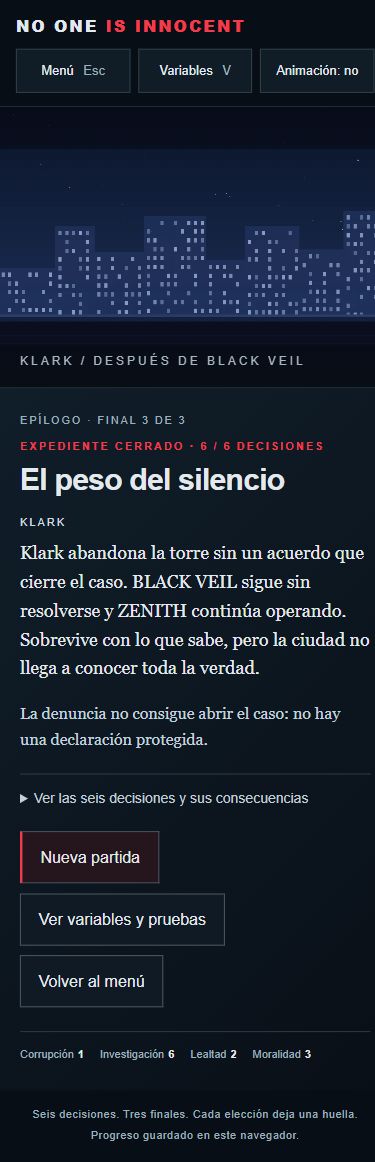 NO ONE IS INNOCENT
Menú Esc
Variables V
Animación: no
KLARK / DESPUÉS DE BLACK VEIL
EPÍLOGO · FINAL 3 DE 3
EXPEDIENTE CERRADO · 6 / 6 DECISIONES
El peso del silencio
KLARK
Klark abandona la torre sin un acuerdo que
cierre el caso. BLACK VEIL sigue sin
resolverse y ZENITH continúa operando.
Sobrevive con lo que sabe, pero la ciudad no
llega a conocer toda la verdad.
La denuncia no consigue abrir el caso: no hay
una declaración protegida.
▶ Ver las seis decisiones y sus consecuencias
Nueva partida
Ver variables y pruebas
Volver al menú
Corrupción 1 Investigación 6 Lealtad 2 Moralidad 3
Seis decisiones. Tres finales. Cada elección deja una huella.
Progreso guardado en este navegador.